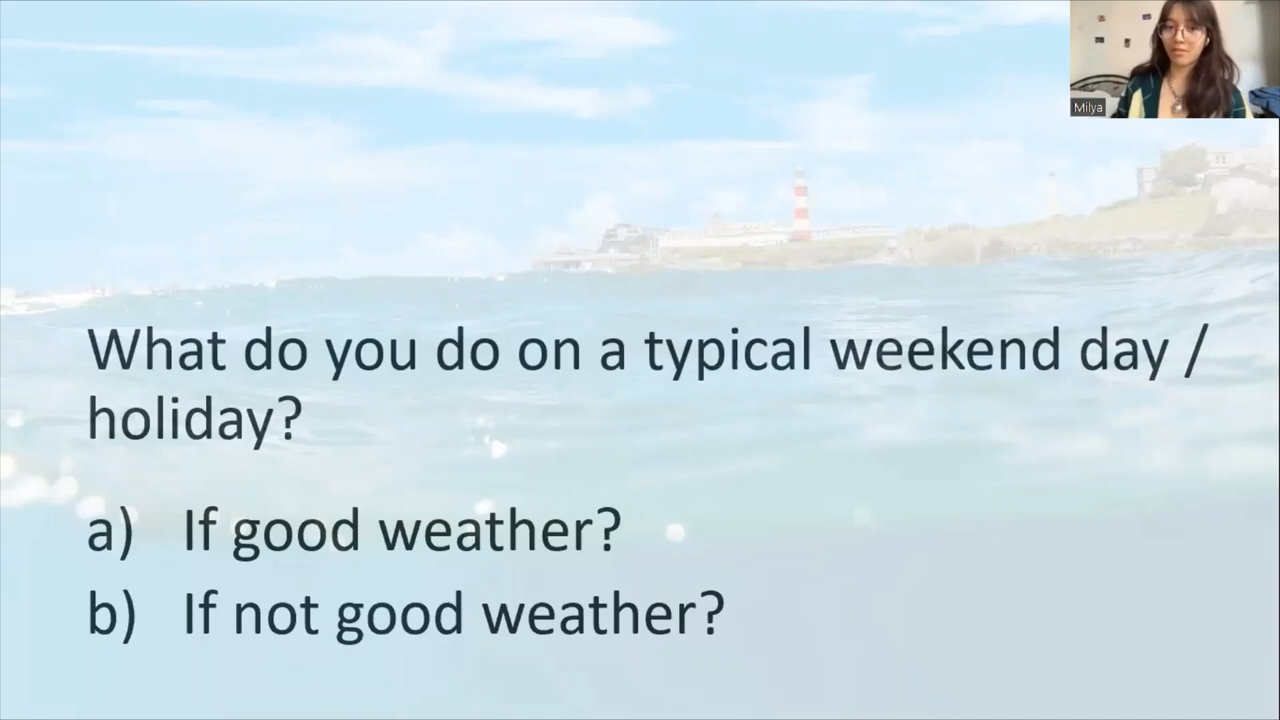 Milya
What do you do on a typical weekend day /
holiday?
a) If good weather?
b) If not good weather?